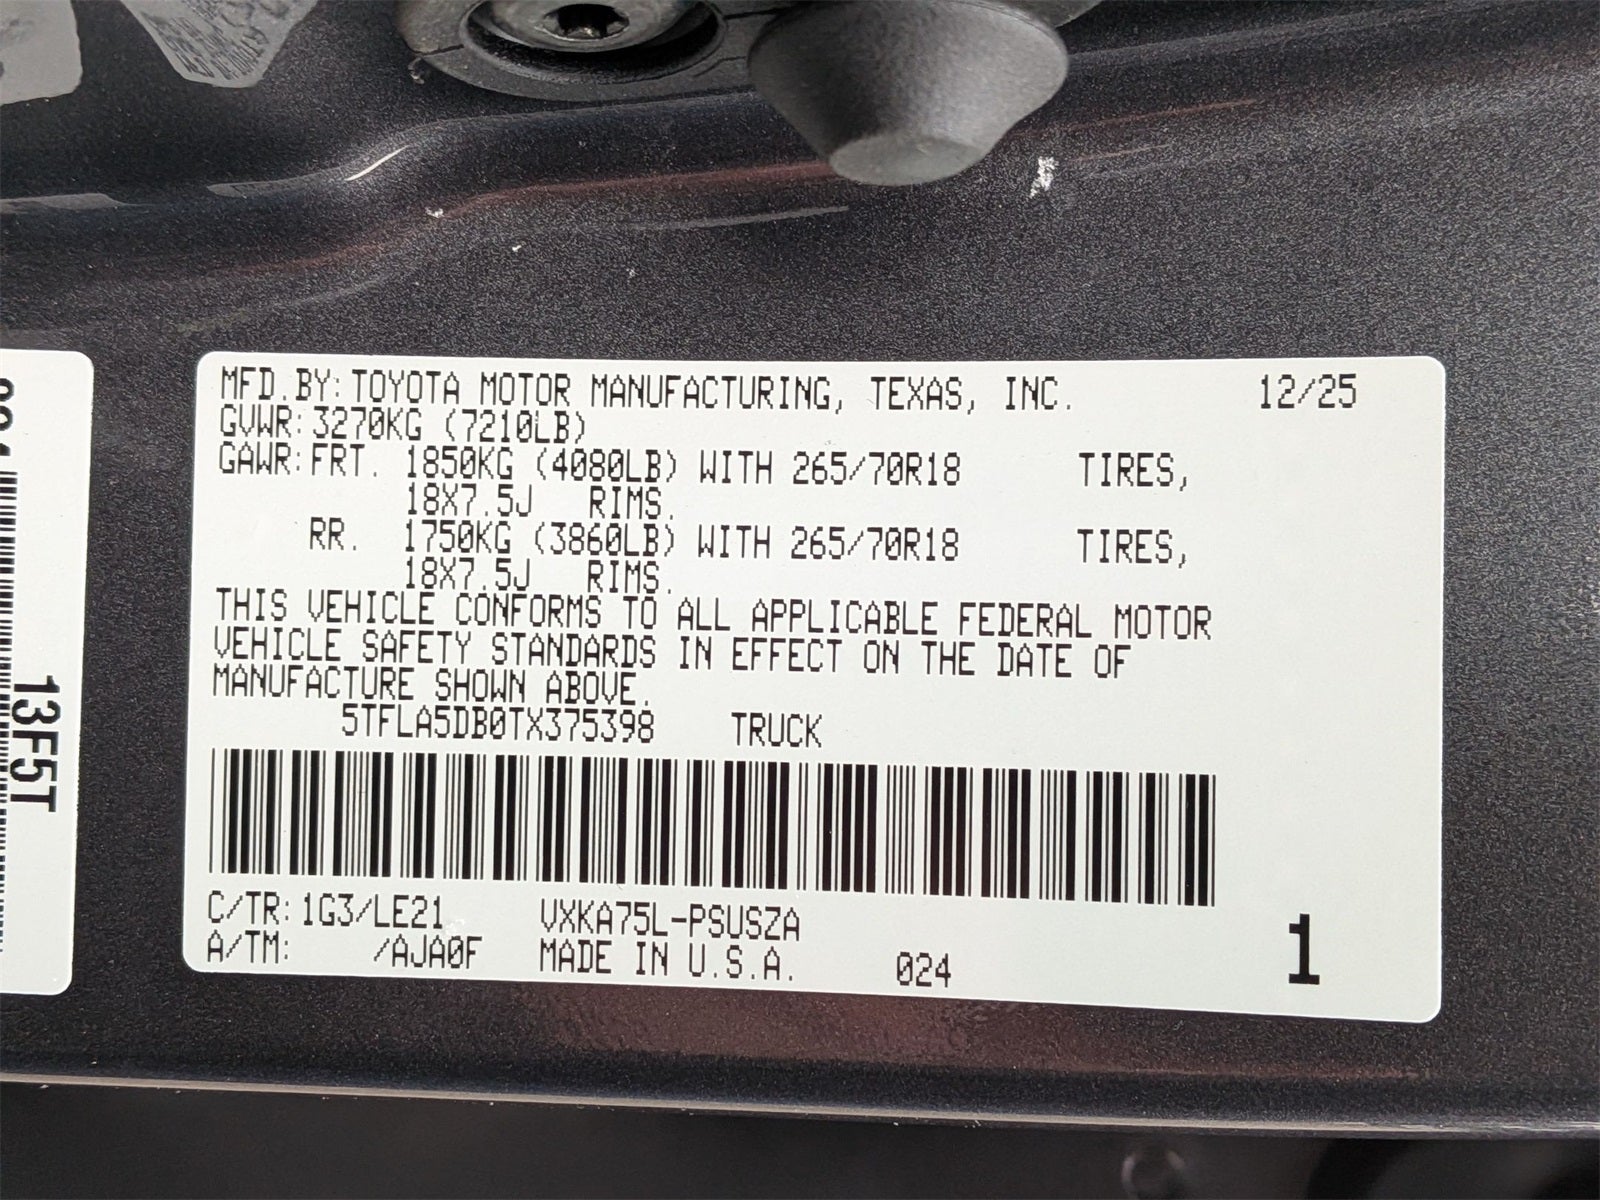 MFD.BY:TOYOTA MOTOR MANUFACTURING, TEXAS, INC. 12/25
GVWR:3270KG (7210LB)
GAWR:FRT. 1850KG (4080LB) WITH 265/70R18 TIRES,
18X7.5J RIMS.
RR. 1750KG (3860LB) WITH 265/70R18 TIRES,
18X7.5J RIMS.
THIS VEHICLE CONFORMS TO ALL APPLICABLE FEDERAL MOTOR
VEHICLE SAFETY STANDARDS IN EFFECT ON THE DATE OF
MANUFACTURE SHOWN ABOVE.
5TFLA5DB0TX375398 TRUCK
C/TR:1G3/LE21 VXKA75L-PSUSZA
A/TM: /AJA0F MADE IN U.S.A. 024
1
13F5T